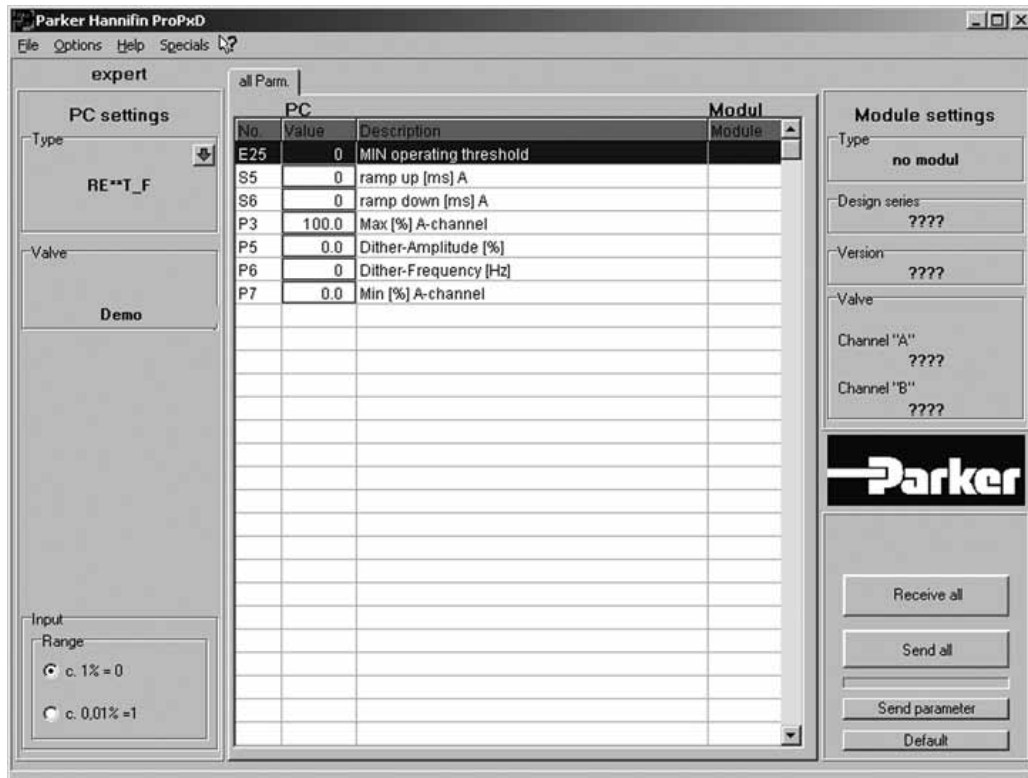 Parker Hannifin ProPxD
File Options Help Specials ?
expert
PC settings
Type
RE**T_F
Valve
Demo
Input
Range
c. 1% = 0
c. 0,01% =1
all Parm.
PC Modul
No. Value Description Module
E25 0 MIN operating threshold
S5 0 ramp up [ms] A
S6 0 ramp down [ms] A
P3 100.0 Max [%] A-channel
P5 0.0 Dither-Amplitude [%]
P6 0 Dither-Frequency [Hz]
P7 0.0 Min [%] A-channel
Module settings
Type
no modul
Design series
????
Version
????
Valve
Channel "A"
????
Channel "B"
????
Parker
Receive all
Send all
Send parameter
Default